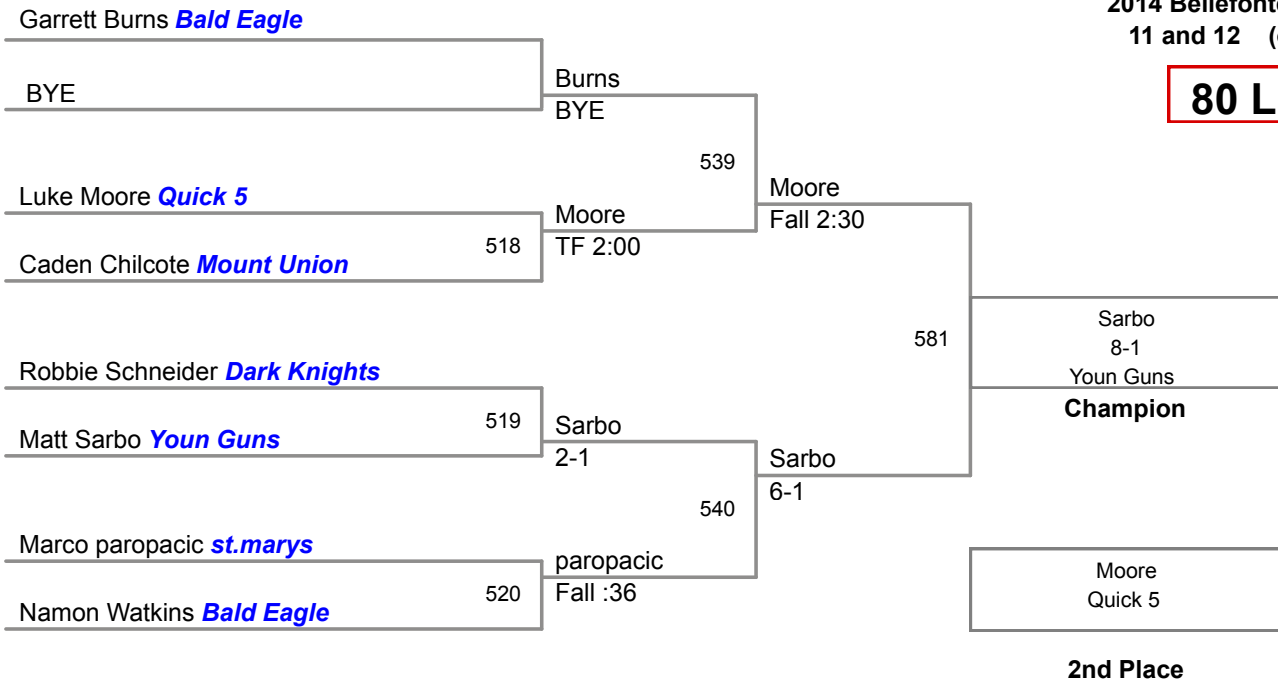 2014 Bellefonte
11 and 12 (
80 L
Garrett Burns Bald Eagle
BYE
Burns
BYE
539
Luke Moore Quick 5
Caden Chilcote Mount Union
518
Moore
TF 2:00
Moore
Fall 2:30
581
Robbie Schneider Dark Knights
Matt Sarbo Youn Guns
519
Sarbo
2-1
540
Sarbo
6-1
Marco paropacic st.marys
Namon Watkins Bald Eagle
520
paropacic
Fall :36
Sarbo
8-1
Youn Guns
Champion
Moore
Quick 5
2nd Place